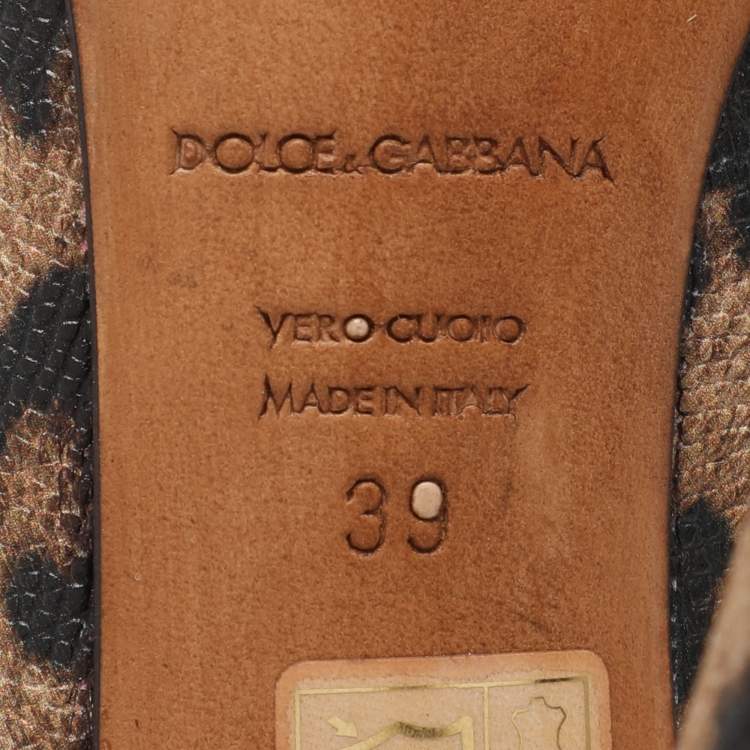 DOLCE & GABBANA
VERO CUOIO
MADE IN ITALY
39